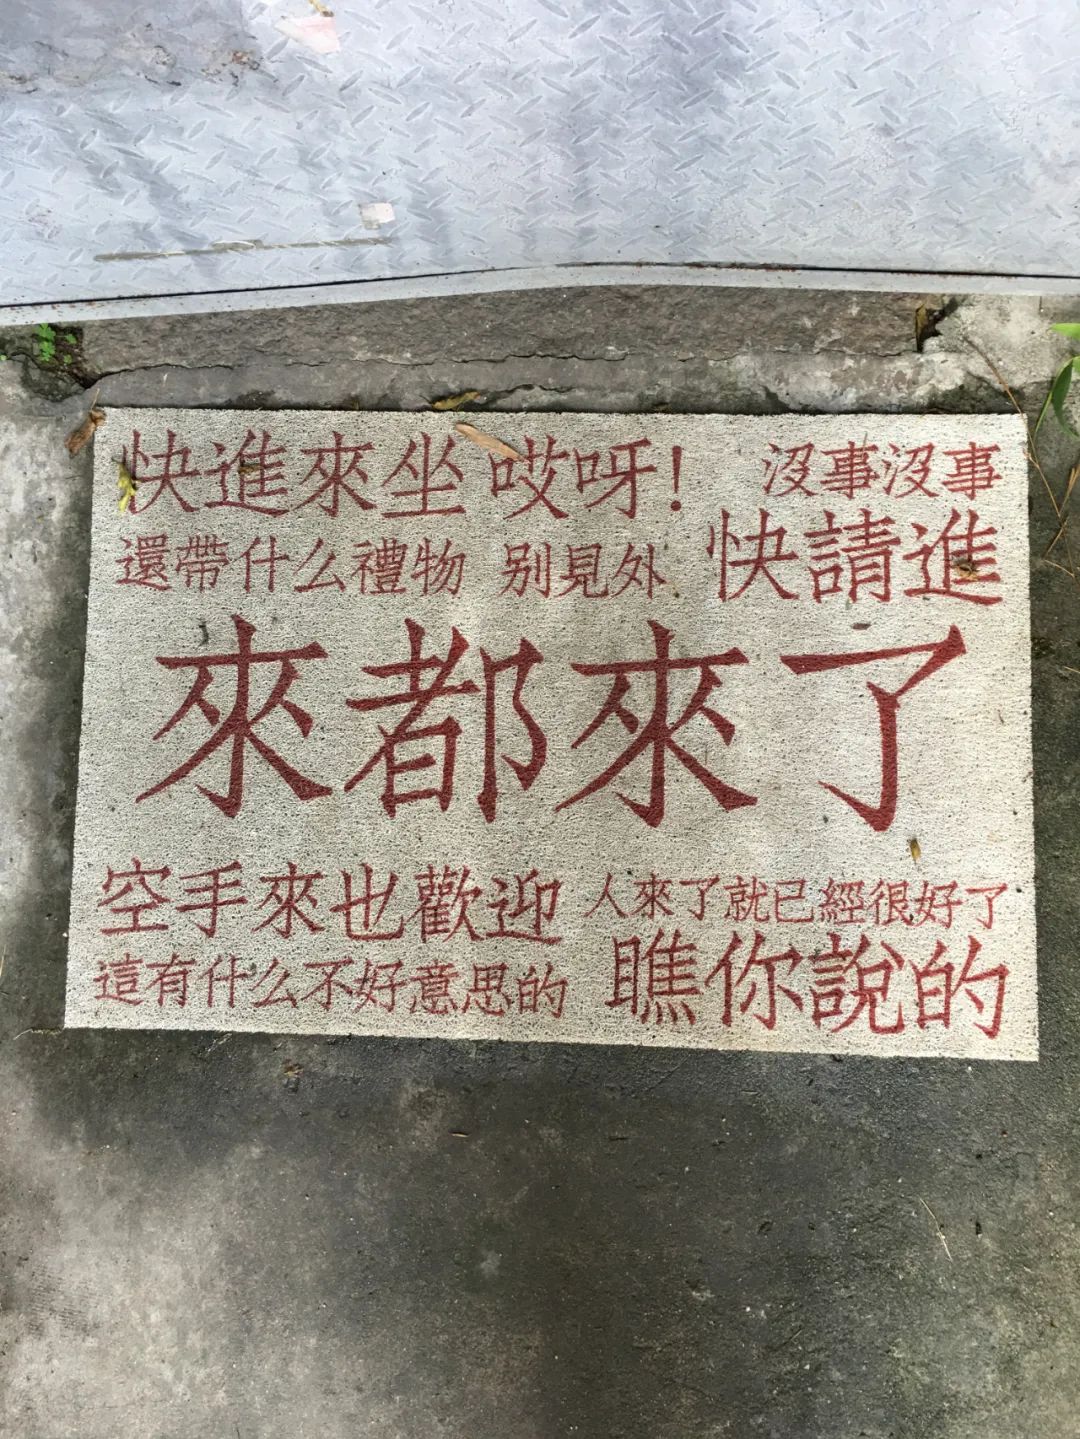 快進來坐 哎呀! 沒事沒事
還帶什么禮物 别見外 快請進
來都來了
空手來也歡迎 人來了就已經很好了
這有什么不好意思的 瞧你說的